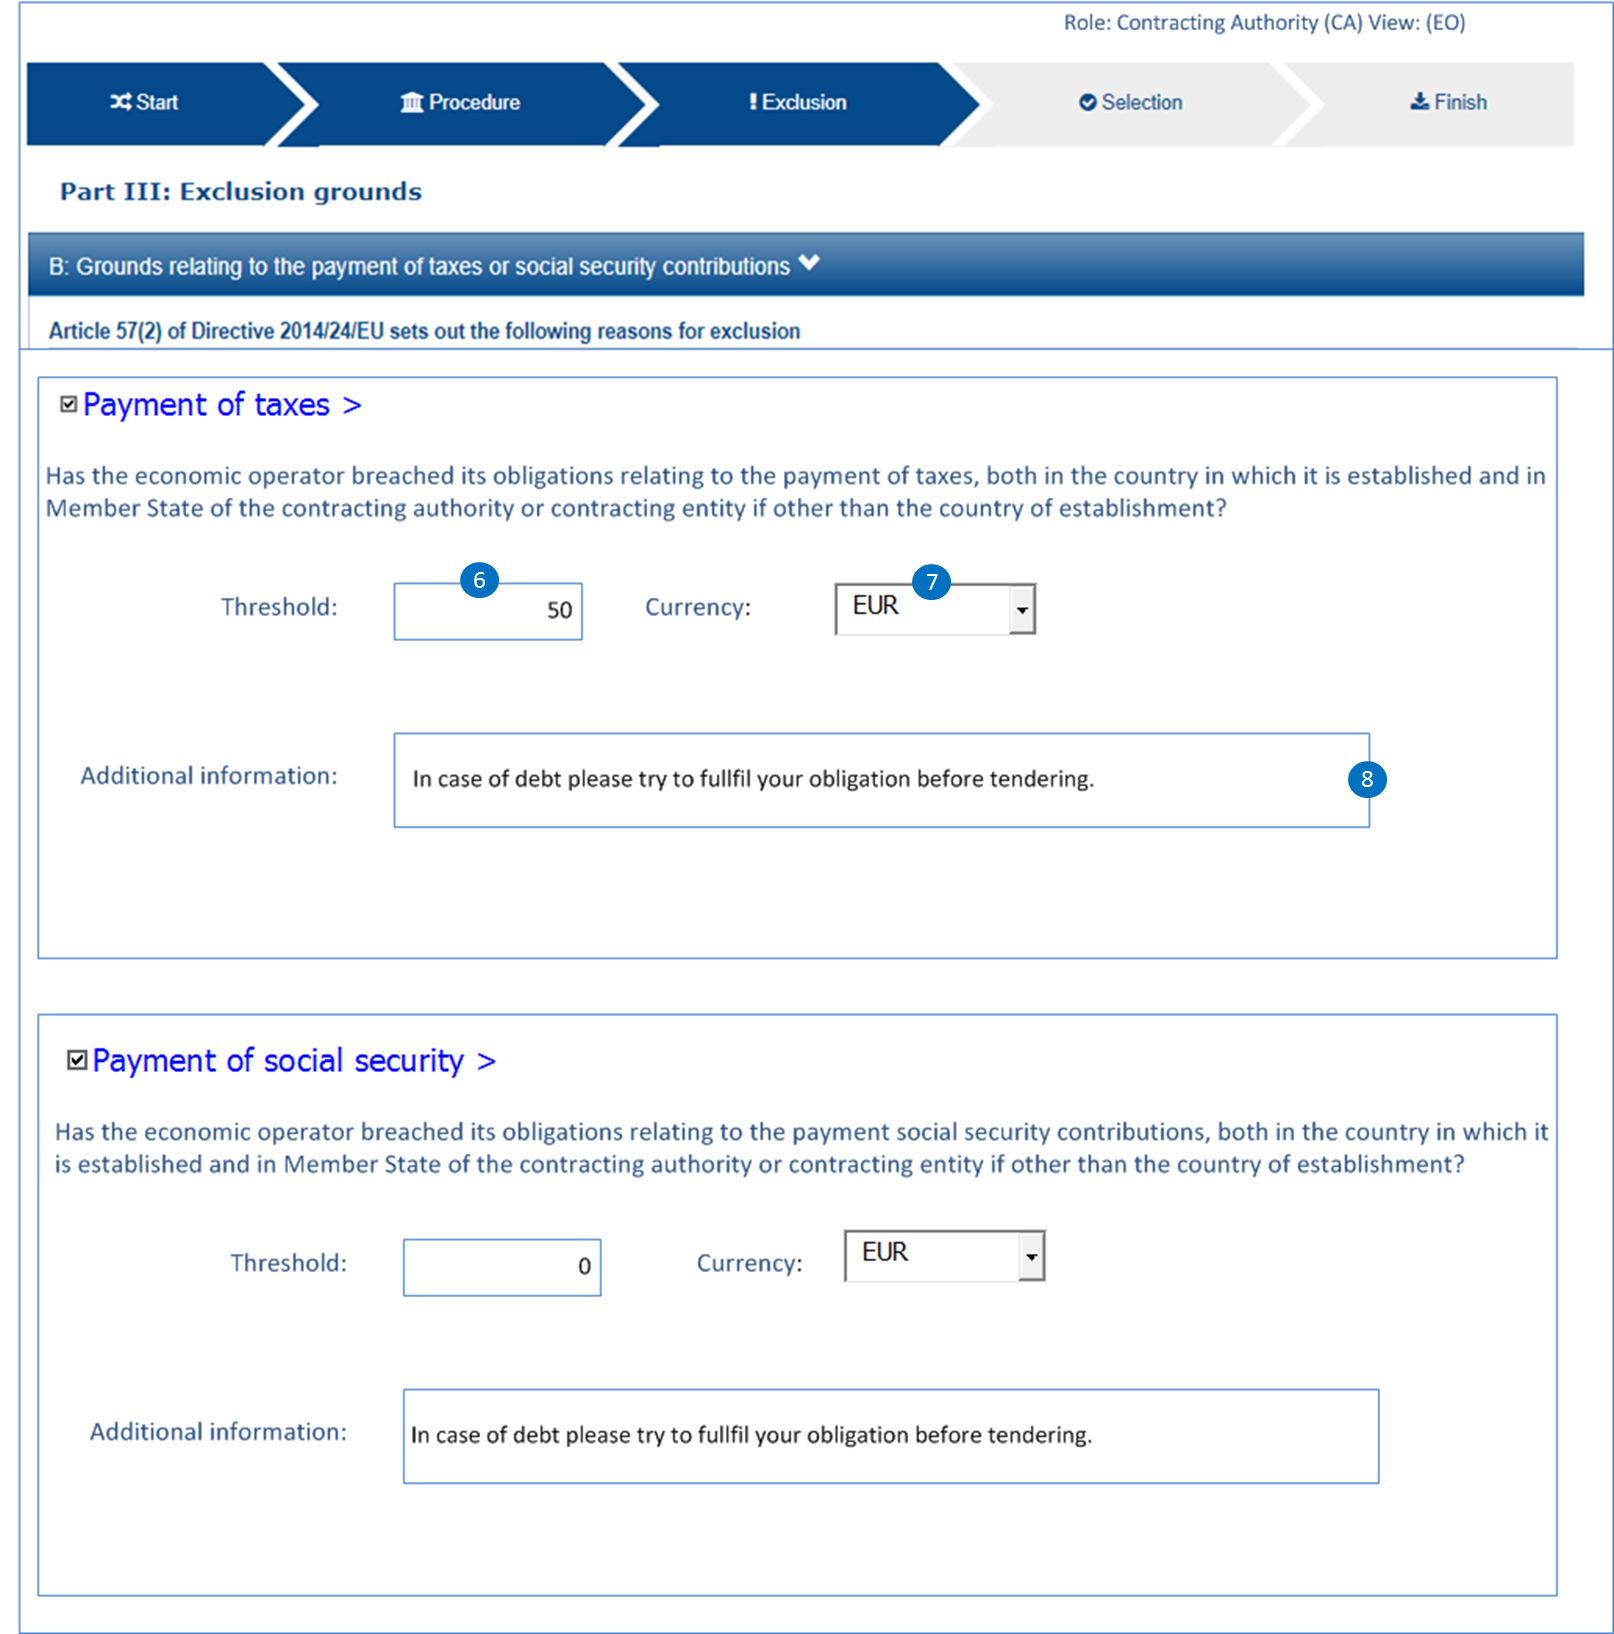 Role: Contracting Authority (CA) View: (EO)
Start
Procedure
Exclusion
Selection
Finish
Part III: Exclusion grounds
B: Grounds relating to the payment of taxes or social security contributions
Article 57(2) of Directive 2014/24/EU sets out the following reasons for exclusion
Payment of taxes >
Has the economic operator breached its obligations relating to the payment of taxes, both in the country in which it is established and in
Member State of the contracting authority or contracting entity if other than the country of establishment?
6
7
Threshold: 50 Currency: EUR
Additional information: In case of debt please try to fullfil your obligation before tendering. 8
Payment of social security >
Has the economic operator breached its obligations relating to the payment social security contributions, both in the country in which it
is established and in Member State of the contracting authority or contracting entity if other than the country of establishment?
Threshold: 0 Currency: EUR
Additional information: In case of debt please try to fullfil your obligation before tendering.